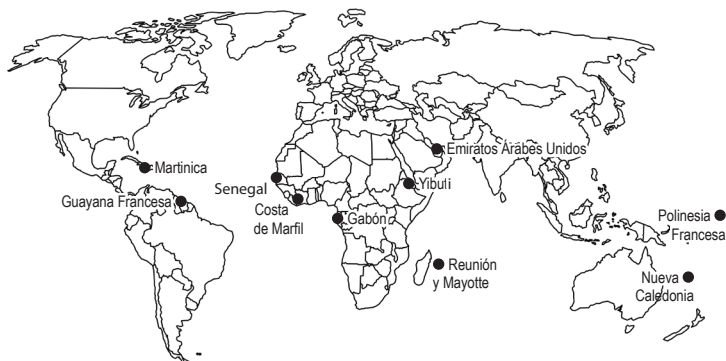 Emiratos Árabes Unidos
Martinica
Senegal
Yibuti
Guayana Francesa
Costa
de Marfil
Gabón
Polinesia
Francesa
Reunión
y Mayotte
Nueva
Caledonia